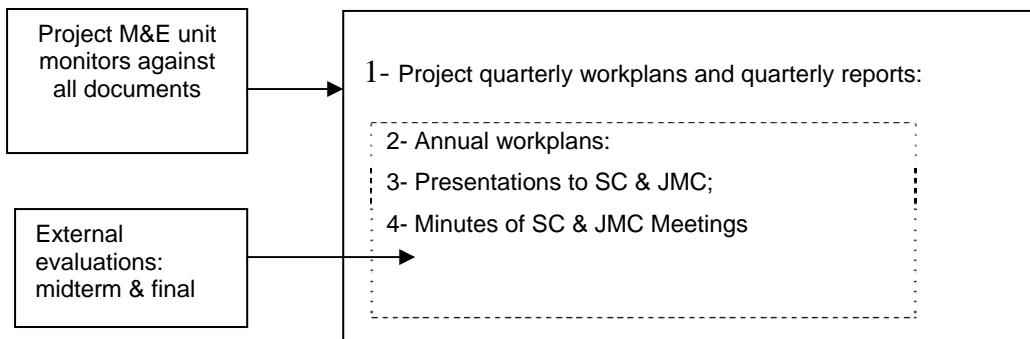 Project M&E unit
monitors against
all documents
1- Project quarterly workplans and quarterly reports:
2- Annual workplans:
3- Presentations to SC & JMC;
4- Minutes of SC & JMC Meetings
External
evaluations:
midterm & final